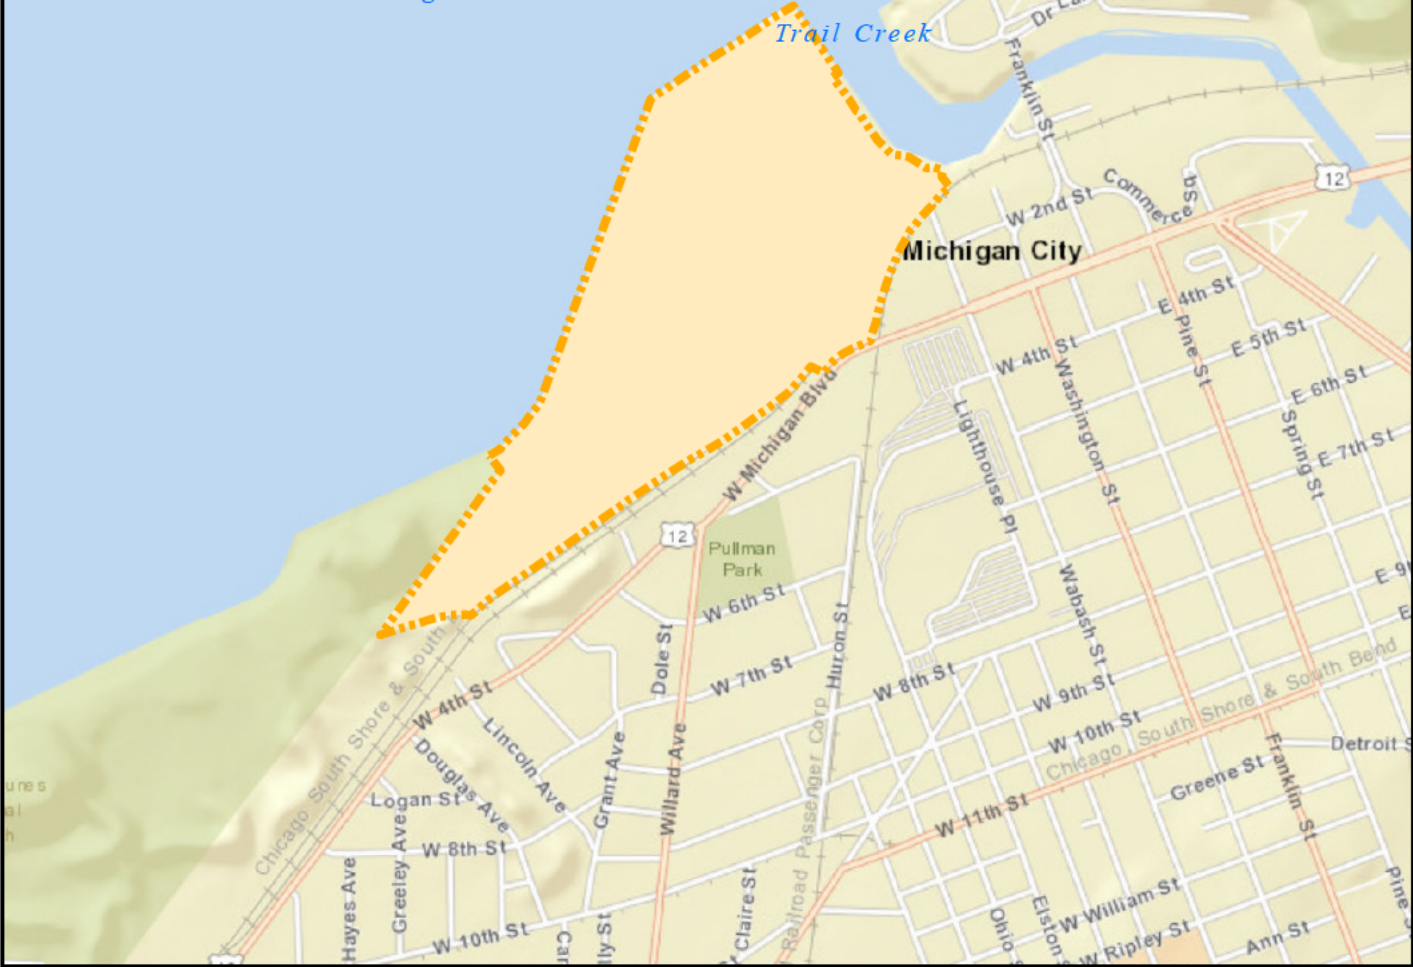 Trail Creek
Dr
Franklin St
12
Commerce Sq
W 2nd St
Michigan City
E 4th St
W 4th St
Pine St
E 5th St
Washington St
E 6th St
W Michigan Blvd
Lighthouse Pl
Spring St
E 7th St
12
Pullman
Park
W 6th St
Wabash St
Huron St
Dole St
W 7th St
W 8th St
W 9th St
Chicago South Shore & South Bend
W 4th St
Chicago South Shore & South
W 10th St
Lincoln Ave
Douglas Ave
Grant Ave
Willard Ave
Railroad Passenger Corp
Detroit
Greene St
Franklin St
Logan St
W 11th St
Greeley Ave
W 8th St
Hayes Ave
Claire St
W 10th St
Ohio
Elston
W William St
W Ripley St
Ann St
Pine